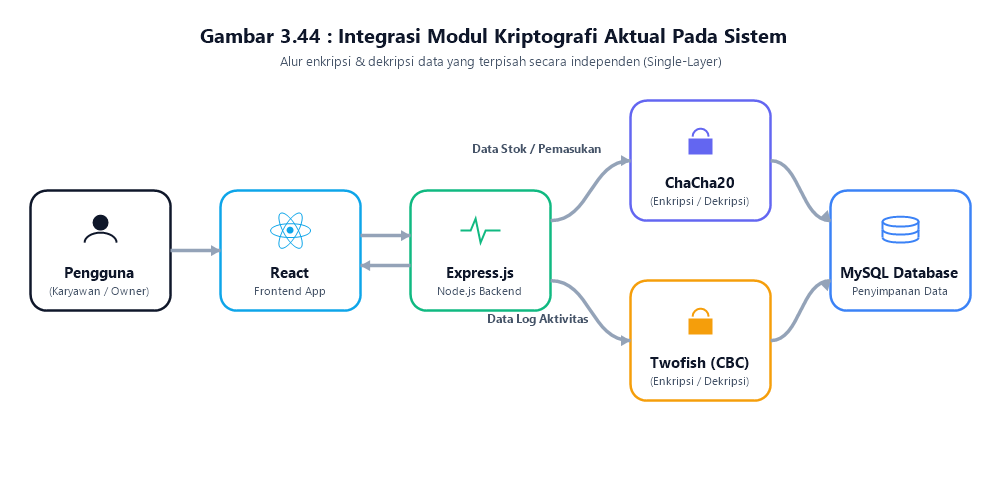 Gambar 3.44 : Integrasi Modul Kriptografi Aktual Pada Sistem
Alur enkripsi & dekripsi data yang terpisah secara independen (Single-Layer)
Pengguna
(Karyawan / Owner)
React
Frontend App
Express.js
Node.js Backend
Data Stok / Pemasukan
ChaCha20
(Enkripsi / Dekripsi)
Data Log Aktivitas
Twofish (CBC)
(Enkripsi / Dekripsi)
MySQL Database
Penyimpanan Data